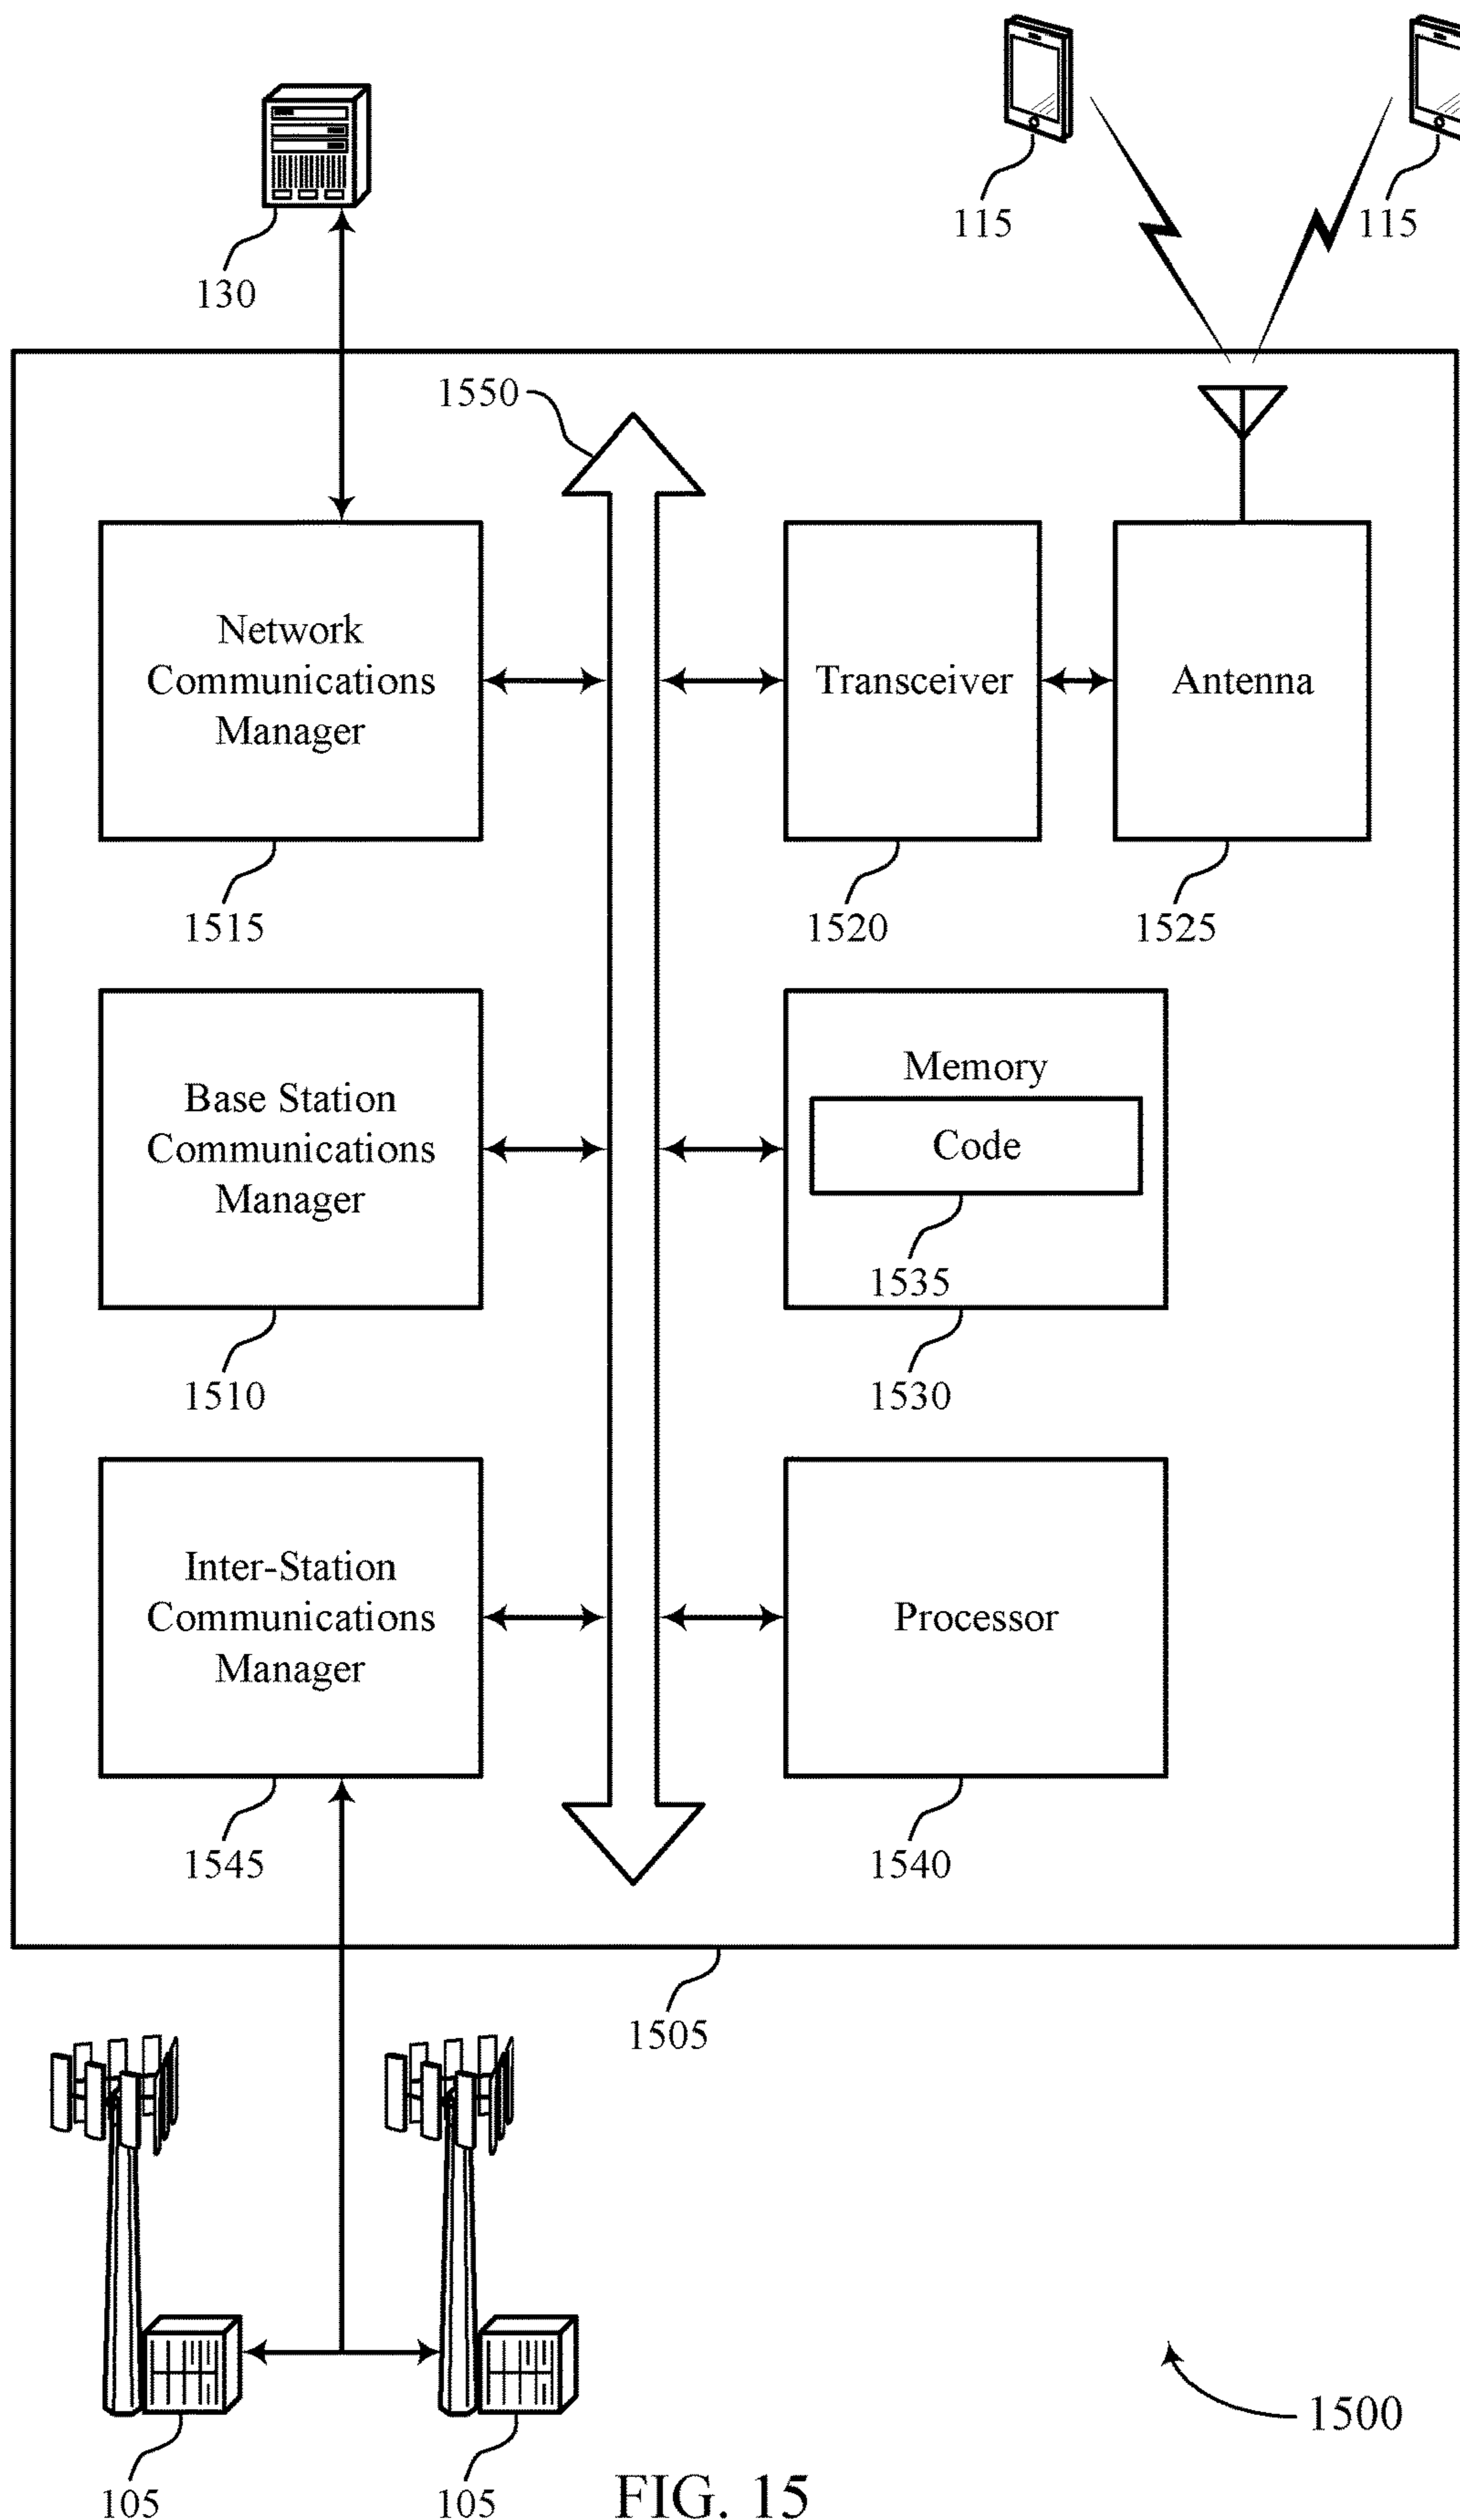 130
115
115
1550
Network
Communications
Manager
Transceiver
Antenna
1515
1520
1525
Base Station
Communications
Manager
Memory
Code
1535
1510
1530
Inter-Station
Communications
Manager
Processor
1545
1540
1505
1500
105
105
FIG. 15